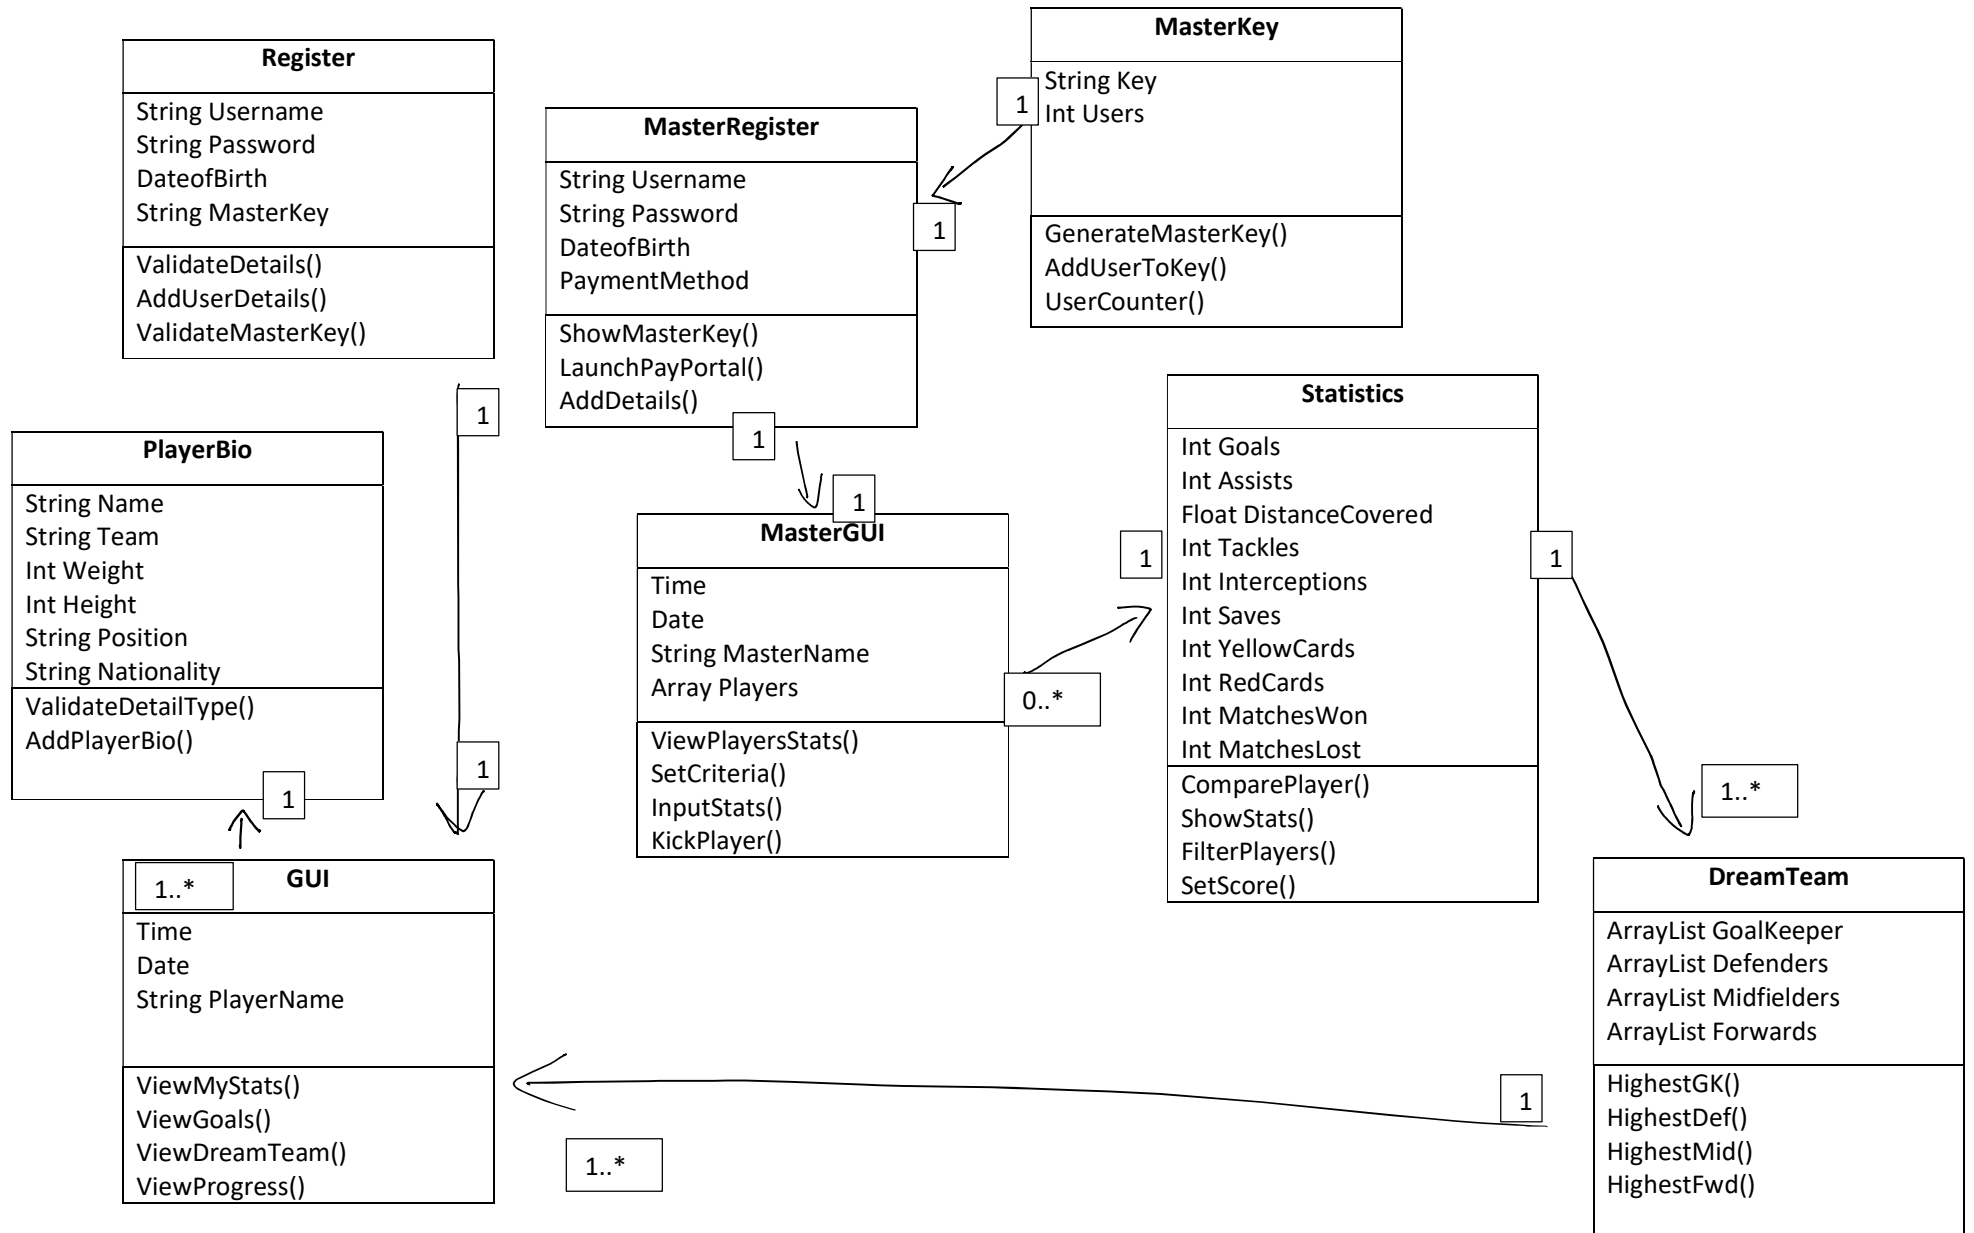 Register
String Username
String Password
DateofBirth
String MasterKey
ValidateDetails()
AddUserDetails()
ValidateMasterKey()
MasterRegister
String Username
String Password
DateofBirth
PaymentMethod
ShowMasterKey()
LaunchPayPortal()
AddDetails()
MasterKey
String Key
Int Users
GenerateMasterKey()
AddUserToKey()
UserCounter()
1
1
1
1
1
1
PlayerBio
String Name
String Team
Int Weight
Int Height
String Position
String Nationality
ValidateDetailType()
AddPlayerBio()
1
MasterGUI
Time
Date
String MasterName
Array Players
ViewPlayersStats()
SetCriteria()
InputStats()
KickPlayer()
0..*
1
Statistics
Int Goals
Int Assists
Float DistanceCovered
Int Tackles
Int Interceptions
Int Saves
Int YellowCards
Int RedCards
Int MatchesWon
Int MatchesLost
ComparePlayer()
ShowStats()
FilterPlayers()
SetScore()
1
1..*
1..*
GUI
Time
Date
String PlayerName
ViewMyStats()
ViewGoals()
ViewDreamTeam()
ViewProgress()
1..*
1
DreamTeam
ArrayList GoalKeeper
ArrayList Defenders
ArrayList Midfielders
ArrayList Forwards
HighestGK()
HighestDef()
HighestMid()
HighestFwd()